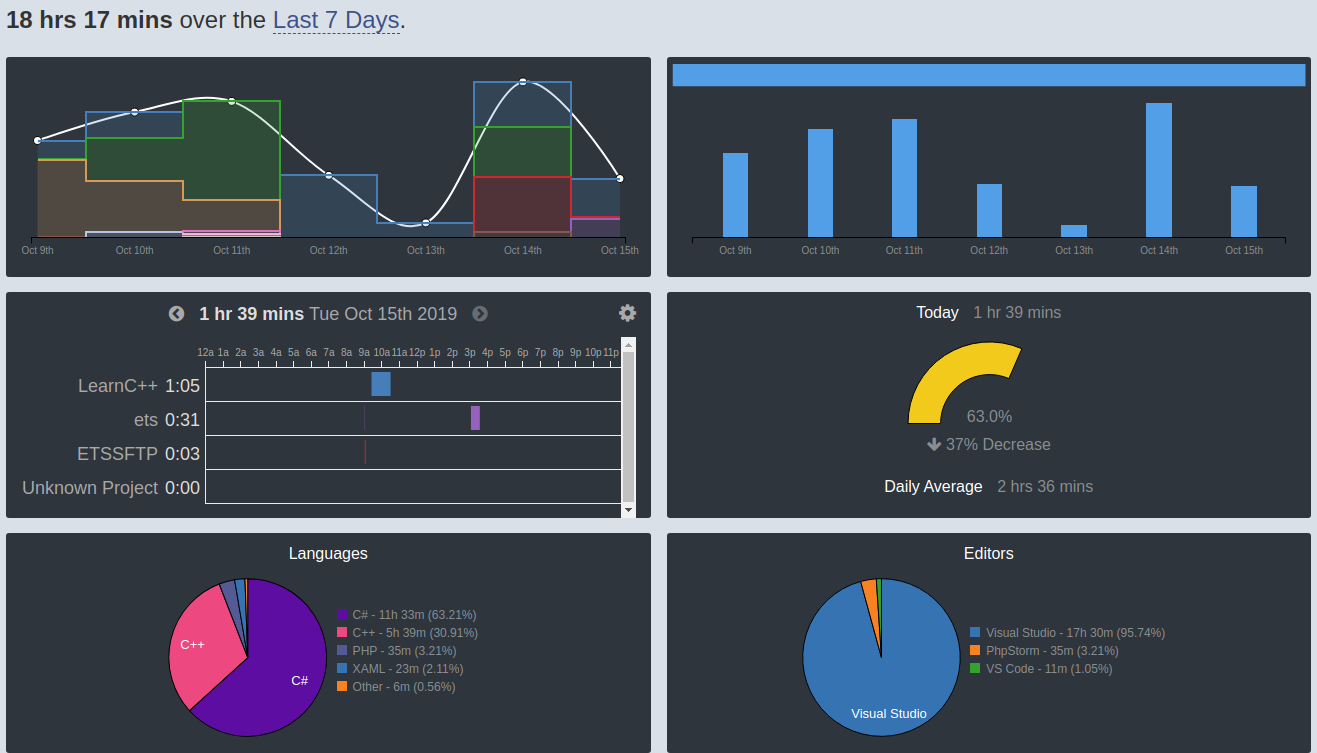 18 hrs 17 mins over the Last 7 Days.
Oct 9th Oct 10th Oct 11th Oct 12th Oct 13th Oct 14th Oct 15th
Oct 9th Oct 10th Oct 11th Oct 12th Oct 13th Oct 14th Oct 15th
1 hr 39 mins Tue Oct 15th 2019
12a 1a 2a 3a 4a 5a 6a 7a 8a 9a 10a 11a 12p 1p 2p 3p 4p 5p 6p 7p 8p 9p 10p 11p
LearnC++ 1:05
ets 0:31
ETSSFTP 0:03
Unknown Project 0:00
Today 1 hr 39 mins
63.0%
37% Decrease
Daily Average 2 hrs 36 mins
Languages
C++
C#
C# - 11h 33m (63.21%)
C++ - 5h 39m (30.91%)
PHP - 35m (3.21%)
XAML - 23m (2.11%)
Other - 6m (0.56%)
Editors
Visual Studio
Visual Studio - 17h 30m (95.74%)
PhpStorm - 35m (3.21%)
VS Code - 11m (1.05%)